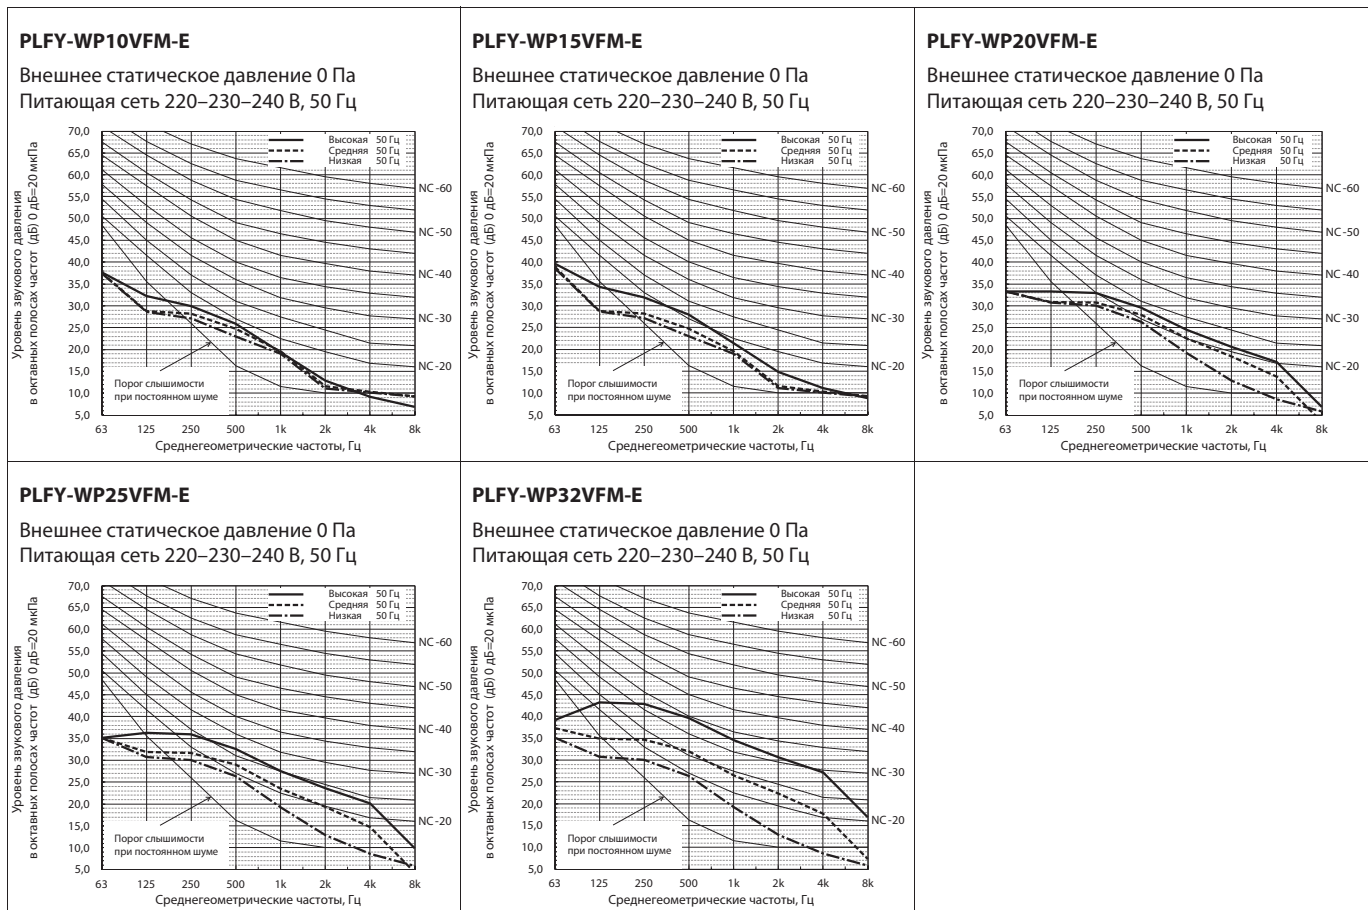 PLFY-WP10VFM-E
Внешнее статическое давление 0 Па
Питающая сеть 220–230–240 В, 50 Гц
Уровень звукового давления
в октавных полосах частот (дБ) 0 дБ=20 мкПа
70,0
65,0
60,0
55,0
50,0
45,0
40,0
35,0
30,0
25,0
20,0
15,0
10,0
5,0
Высокая 50 Гц
Средняя 50 Гц
Низкая 50 Гц
NC-60
NC-50
NC-40
NC-30
NC-20
Порог слышимости
при постоянном шуме
63 125 250 500 1k 2k 4k 8k
Среднегеометрические частоты, Гц
PLFY-WP15VFM-E
Внешнее статическое давление 0 Па
Питающая сеть 220–230–240 В, 50 Гц
Уровень звукового давления
в октавных полосах частот (дБ) 0 дБ=20 мкПа
70,0
65,0
60,0
55,0
50,0
45,0
40,0
35,0
30,0
25,0
20,0
15,0
10,0
5,0
Высокая 50 Гц
Средняя 50 Гц
Низкая 50 Гц
NC-60
NC-50
NC-40
NC-30
NC-20
Порог слышимости
при постоянном шуме
63 125 250 500 1k 2k 4k 8k
Среднегеометрические частоты, Гц
PLFY-WP20VFM-E
Внешнее статическое давление 0 Па
Питающая сеть 220–230–240 В, 50 Гц
Уровень звукового давления
в октавных полосах частот (дБ) 0 дБ=20 мкПа
70,0
65,0
60,0
55,0
50,0
45,0
40,0
35,0
30,0
25,0
20,0
15,0
10,0
5,0
Высокая 50 Гц
Средняя 50 Гц
Низкая 50 Гц
NC-60
NC-50
NC-40
NC-30
NC-20
Порог слышимости
при постоянном шуме
63 125 250 500 1k 2k 4k 8k
Среднегеометрические частоты, Гц
PLFY-WP25VFM-E
Внешнее статическое давление 0 Па
Питающая сеть 220–230–240 В, 50 Гц
Уровень звукового давления
в октавных полосах частот (дБ) 0 дБ=20 мкПа
70,0
65,0
60,0
55,0
50,0
45,0
40,0
35,0
30,0
25,0
20,0
15,0
10,0
5,0
Высокая 50 Гц
Средняя 50 Гц
Низкая 50 Гц
NC-60
NC-50
NC-40
NC-30
NC-20
Порог слышимости
при постоянном шуме
63 125 250 500 1k 2k 4k 8k
Среднегеометрические частоты, Гц
PLFY-WP32VFM-E
Внешнее статическое давление 0 Па
Питающая сеть 220–230–240 В, 50 Гц
Уровень звукового давления
в октавных полосах частот (дБ) 0 дБ=20 мкПа
70,0
65,0
60,0
55,0
50,0
45,0
40,0
35,0
30,0
25,0
20,0
15,0
10,0
5,0
Высокая 50 Гц
Средняя 50 Гц
Низкая 50 Гц
NC-60
NC-50
NC-40
NC-30
NC-20
Порог слышимости
при постоянном шуме
63 125 250 500 1k 2k 4k 8k
Среднегеометрические частоты, Гц